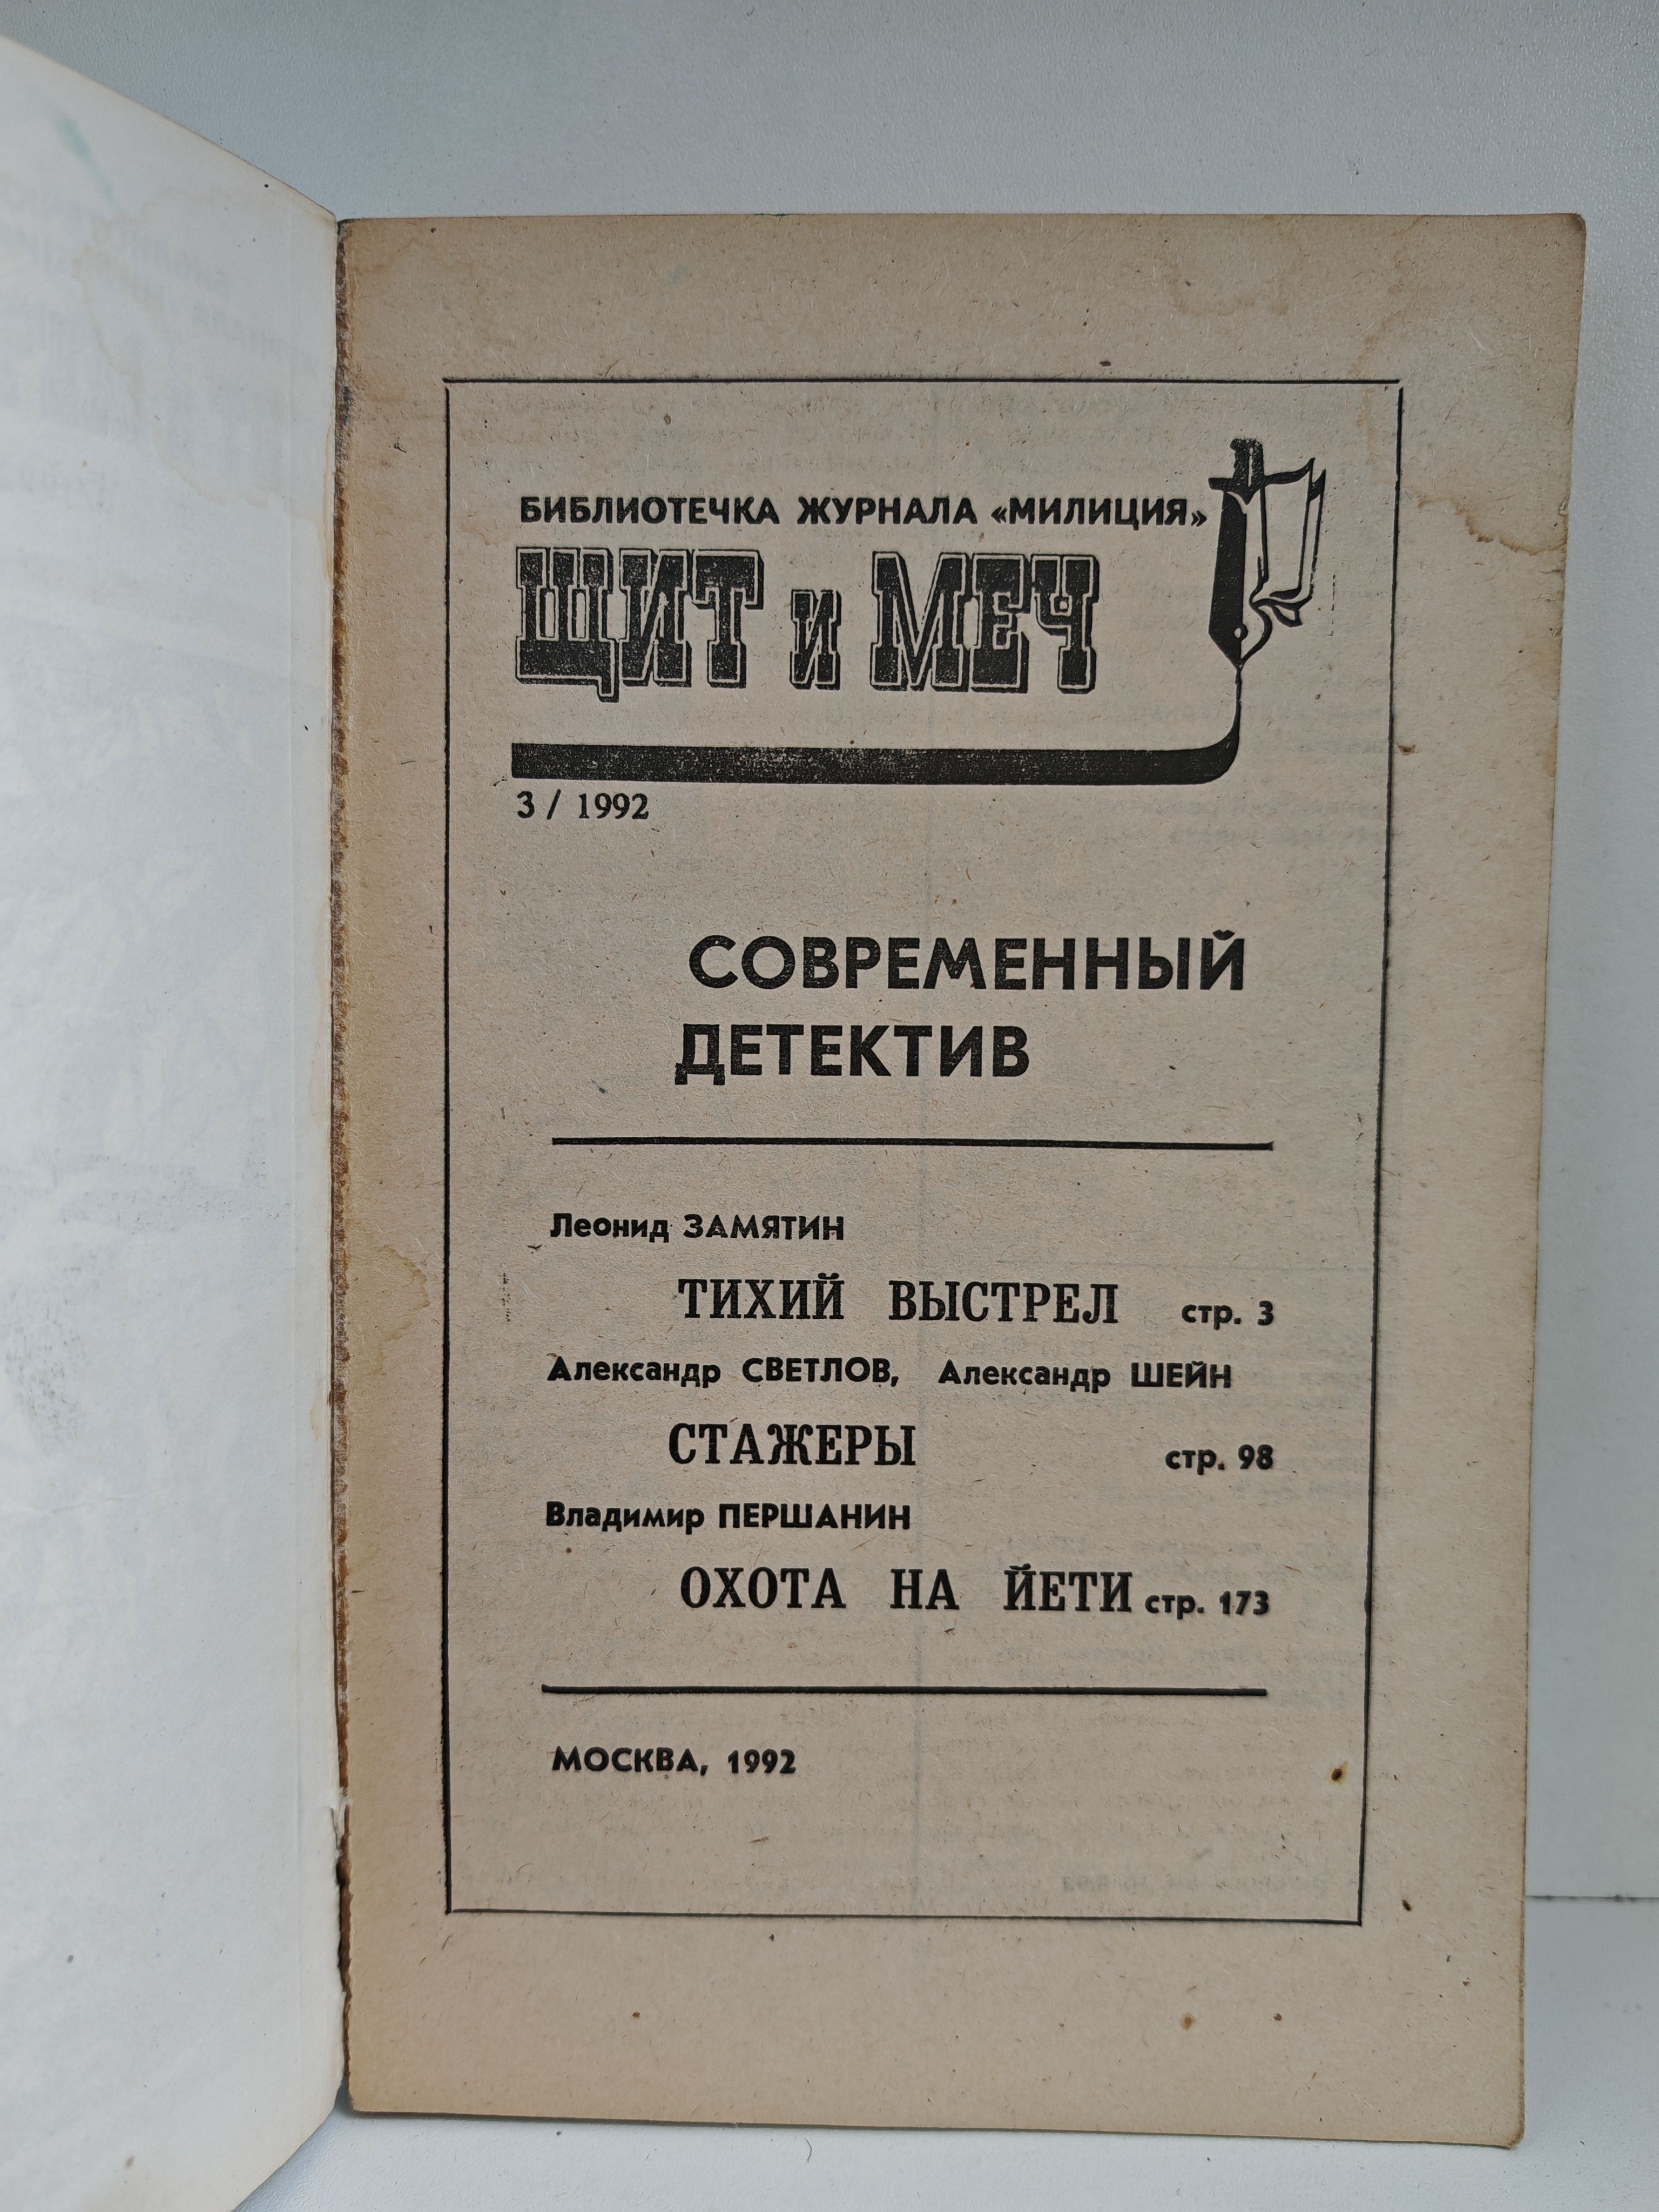 БИБЛИОТЕЧКА ЖУРНАЛА «МИЛИЦИЯ»
ЩИТ и МЕЧ
3 / 1992
СОВРЕМЕННЫЙ
ДЕТЕКТИВ
Леонид ЗАМЯТИН
ТИХИЙ ВЫСТРЕЛ стр. 3
Александр СВЕТЛОВ, Александр ШЕЙН
СТАЖЕРЫ стр. 98
Владимир ПЕРШАНИН
ОХОТА НА ЙЕТИ стр. 173
МОСКВА, 1992